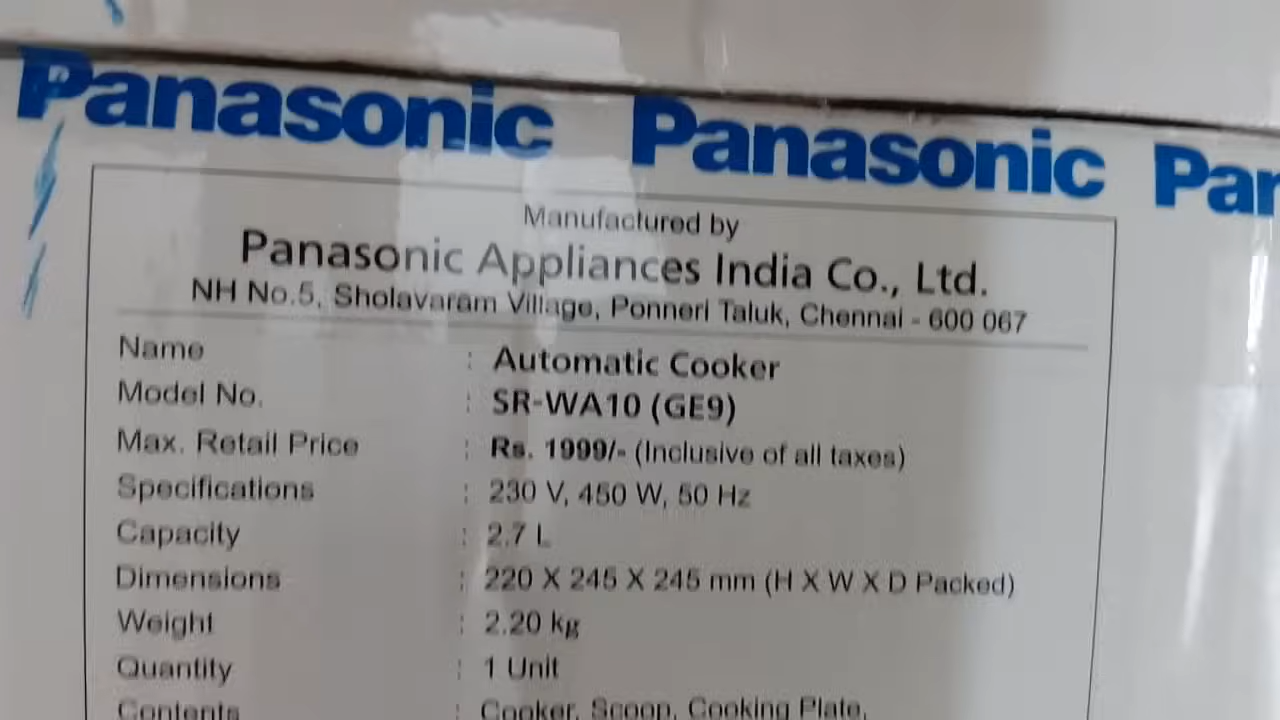 Panasonic Panasonic Pan
Manufactured by
Panasonic Appliances India Co., Ltd.
NH No.5, Sholavaram Village, Ponneri Taluk, Chennai - 600 067
Name : Automatic Cooker
Model No. : SR-WA10 (GE9)
Max. Retail Price : Rs. 1999/- (Inclusive of all taxes)
Specifications : 230 V, 450 W, 50 Hz
Capacity : 2.7 L
Dimensions : 220 X 245 X 245 mm (H X W X D Packed)
Weight : 2.20 kg
Quantity : 1 Unit
Contents : Cooker, Scoop, Cooking Plate,